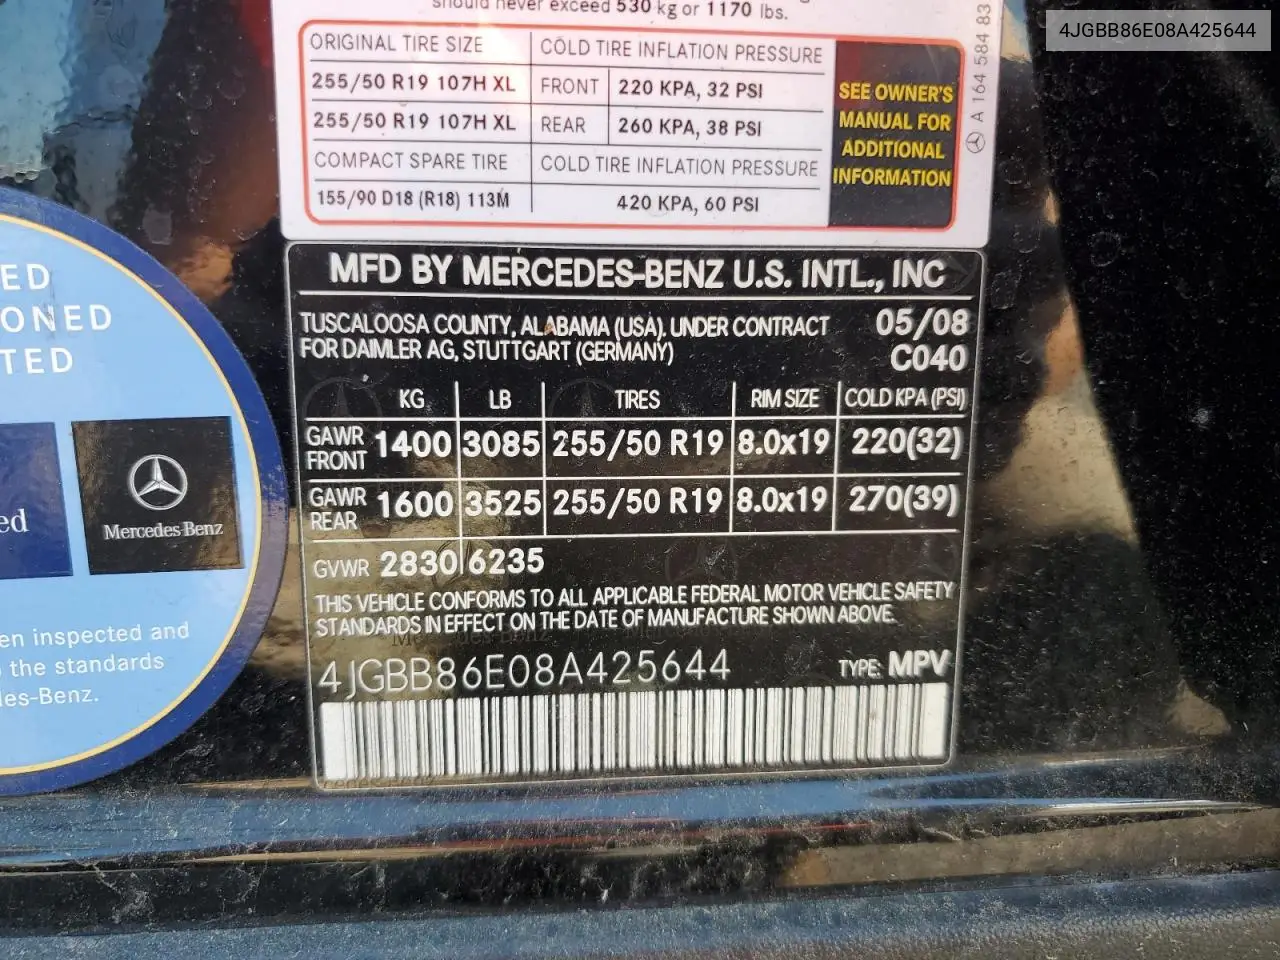 4JGBB86E08A425644
should never exceed 530 kg or 1170 lbs.
ORIGINAL TIRE SIZE COLD TIRE INFLATION PRESSURE
255/50 R19 107H XL FRONT 220 KPA, 32 PSI
255/50 R19 107H XL REAR 260 KPA, 38 PSI
COMPACT SPARE TIRE COLD TIRE INFLATION PRESSURE
155/90 D18 (R18) 113M 420 KPA, 60 PSI
SEE OWNER'S
MANUAL FOR
ADDITIONAL
INFORMATION
A 164 584 83
MFD BY MERCEDES-BENZ U.S. INTL., INC
TUSCALOOSA COUNTY, ALABAMA (USA), UNDER CONTRACT 05/08
FOR DAIMLER AG, STUTTGART (GERMANY) C040
KG LB TIRES RIM SIZE COLD KPA (PSI)
GAWR FRONT 1400 3085 255/50 R19 8.0x19 220(32)
GAWR REAR 1600 3525 255/50 R19 8.0x19 270(39)
GVWR 2830 6235
THIS VEHICLE CONFORMS TO ALL APPLICABLE FEDERAL MOTOR VEHICLE SAFETY
STANDARDS IN EFFECT ON THE DATE OF MANUFACTURE SHOWN ABOVE.
4JGBB86E08A425644 TYPE: MPV
ED
ONED
TED
ed
Mercedes-Benz
en inspected and
the standards
es-Benz.